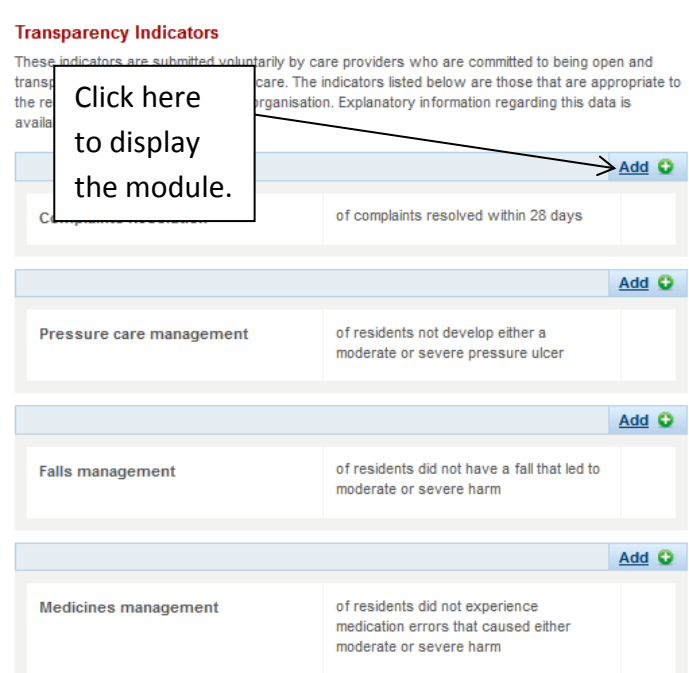 Transparency Indicators
These indicators are submitted voluntarily by care providers who are committed to being open and
transp care. The indicators listed below are those that are appropriate to
the re organisation. Explanatory information regarding this data is
availa
Click here
to display
the module.
Add
of complaints resolved within 28 days
Add
Pressure care management
of residents not develop either a
moderate or severe pressure ulcer
Add
Falls management
of residents did not have a fall that led to
moderate or severe harm
Add
Medicines management
of residents did not experience
medication errors that caused either
moderate or severe harm